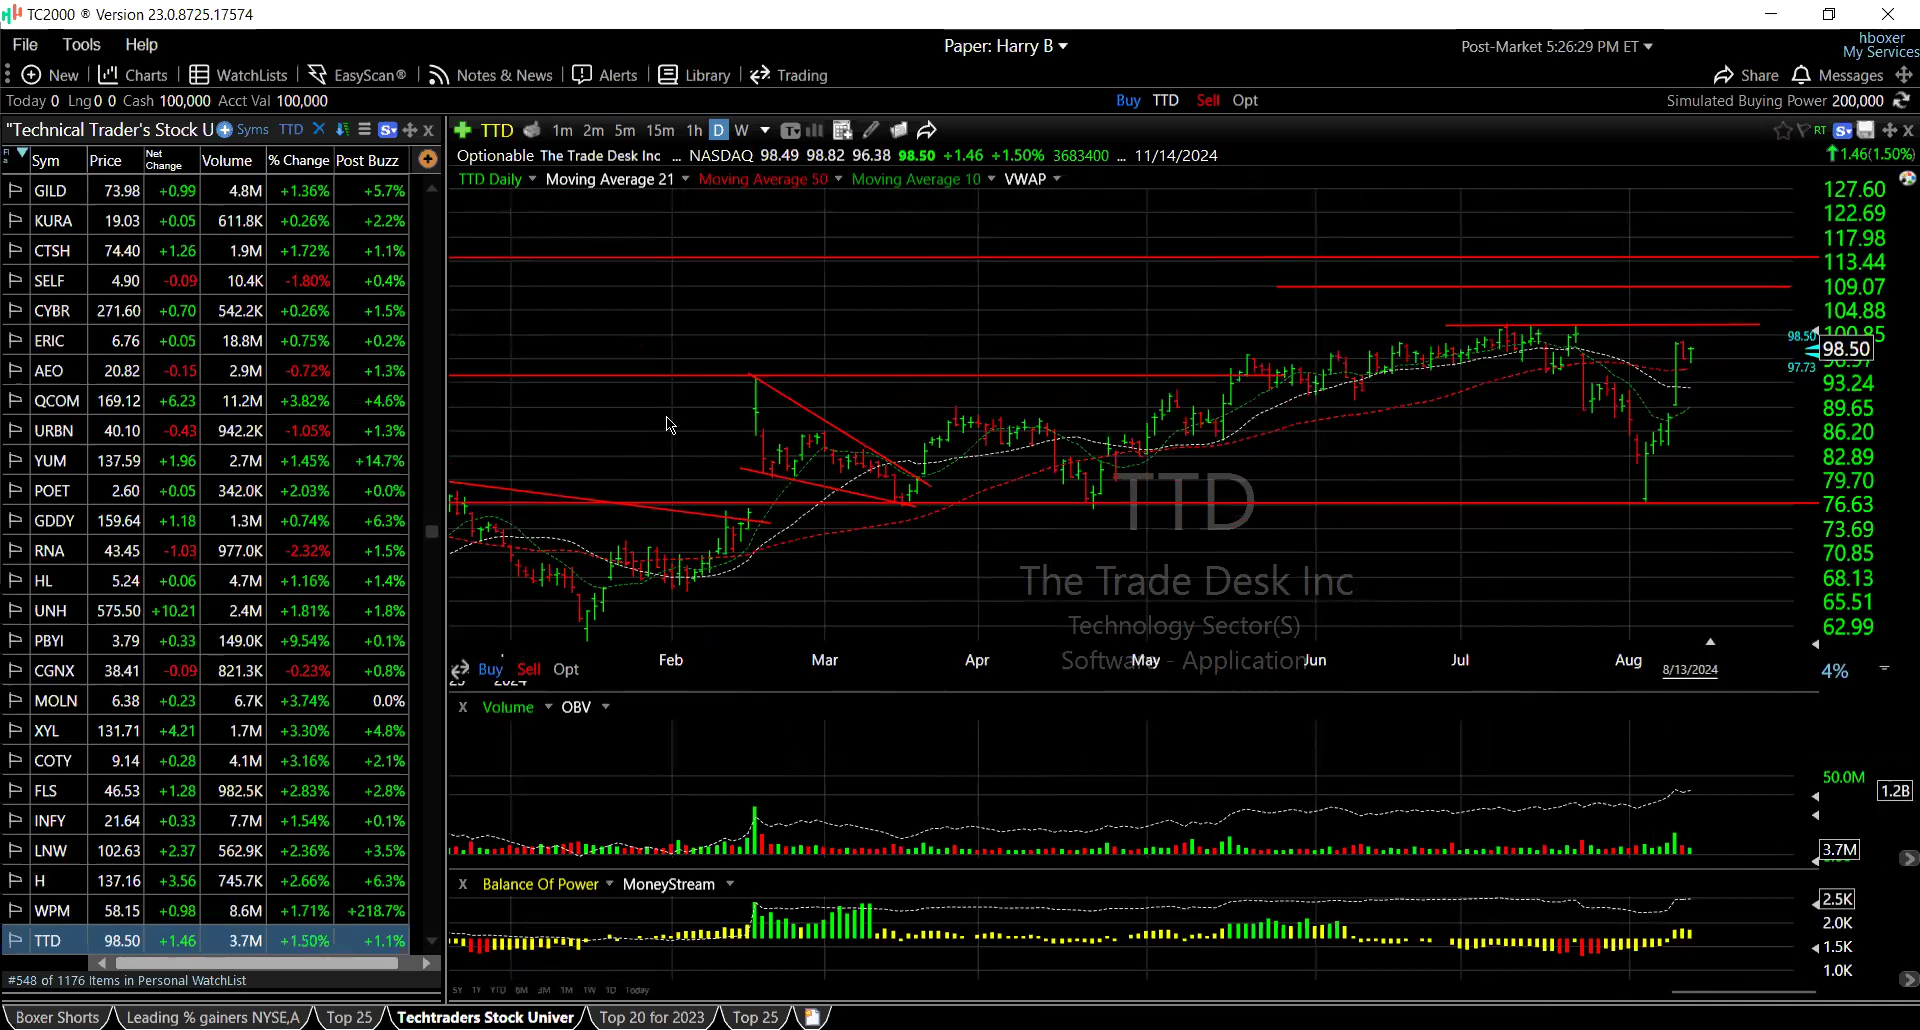 TC2000 ® Version 23.0.8725.17574
File Tools Help
Paper: Harry B
Post-Market 5:26:29 PM ET
hboxer
My Services
New Charts WatchLists EasyScan® Notes & News Alerts Library Trading
Share Messages
Today 0 Lng 0 0 Cash 100,000 Acct Val 100,000
Buy TTD Sell Opt
Simulated Buying Power 200,000
"Technical Trader's Stock U Syms TTD
TTD 1m 2m 5m 15m 1h D W
RT
Sym Price Net Change Volume % Change Post Buzz
Optionable The Trade Desk Inc ... NASDAQ 98.49 98.82 96.38 98.50 +1.46 +1.50% 3683400 ... 11/14/2024
1.46(1.50%)
TTD Daily Moving Average 21 Moving Average 50 Moving Average 10 VWAP
GILD 73.98 +0.99 4.8M +1.36% +5.7%
KURA 19.03 +0.05 611.8K +0.26% +2.2%
CTSH 74.40 +1.26 1.9M +1.72% +1.1%
SELF 4.90 -0.09 10.4K -1.80% +0.4%
CYBR 271.60 +0.70 542.2K +0.26% +1.5%
ERIC 6.76 +0.05 18.8M +0.75% +0.2%
AEO 20.82 -0.15 2.9M -0.72% +1.3%
QCOM 169.12 +6.23 11.2M +3.82% +4.6%
URBN 40.10 -0.43 942.2K -1.05% +1.3%
YUM 137.59 +1.96 2.7M +1.45% +14.7%
POET 2.60 +0.05 342.0K +2.03% +0.0%
GDDY 159.64 +1.18 1.3M +0.74% +6.3%
RNA 43.45 -1.03 977.0K -2.32% +1.5%
HL 5.24 +0.06 4.7M +1.16% +1.4%
UNH 575.50 +10.21 2.4M +1.81% +1.8%
PBYI 3.79 +0.33 149.0K +9.54% +0.1%
CGNX 38.41 -0.09 821.3K -0.23% +0.8%
MOLN 6.38 +0.23 6.7K +3.74% 0.0%
XYL 131.71 +4.21 1.7M +3.30% +4.8%
COTY 9.14 +0.28 4.1M +3.16% +2.1%
FLS 46.53 +1.28 982.5K +2.83% +2.8%
INFY 21.64 +0.33 7.7M +1.54% +0.1%
LNW 102.63 +2.37 562.9K +2.36% +3.5%
H 137.16 +3.56 745.7K +2.66% +6.3%
WPM 58.15 +0.98 8.6M +1.71% +218.7%
TTD 98.50 +1.46 3.7M +1.50% +1.1%
#548 of 1176 Items in Personal WatchList
127.60
122.69
117.98
113.44
109.07
104.88
100.85
98.50
98.50
97.73
93.24
89.65
86.20
82.89
79.70
76.63
73.69
70.85
68.13
65.51
62.99
TTD
The Trade Desk Inc
Technology Sector(S)
Software - Application
Feb Mar Apr May Jun Jul Aug
8/13/2024
4%
Buy Sell Opt
X Volume OBV
50.0M
1.2B
3.7M
X Balance Of Power MoneyStream
2.5K
2.0K
1.5K
1.0K
5Y 1Y YTD 6M 3M 1M 1W 1D Today
Boxer Shorts Leading % gainers NYSE,A Top 25 Techtraders Stock Univer Top 20 for 2023 Top 25